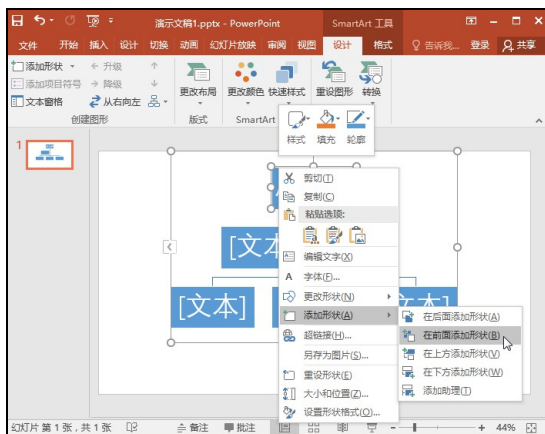 演示文稿1.pptx - PowerPoint
SmartArt 工具
文件 开始 插入 设计 切换 动画 幻灯片放映 审阅 视图 设计 格式 告诉我... 登录 共享
添加形状 升级
添加项目符号 降级
文本窗格 从右向左
更改布局 更改颜色 快速样式 重设图形 转换
创建图形 版式 SmartArt
样式 填充 轮廓
1
[文本]
剪切(T)
复制(C)
粘贴选项:
编辑文字(X)
字体(F)...
更改形状(N)
添加形状(A)
超链接(H)...
另存为图片(S)...
重设形状(E)
大小和位置(Z)...
设置形状格式(O)...
在后面添加形状(A)
在前面添加形状(B)
在上方添加形状(V)
在下方添加形状(W)
添加助理(T)
幻灯片 第 1 张，共 1 张 备注 批注 44%